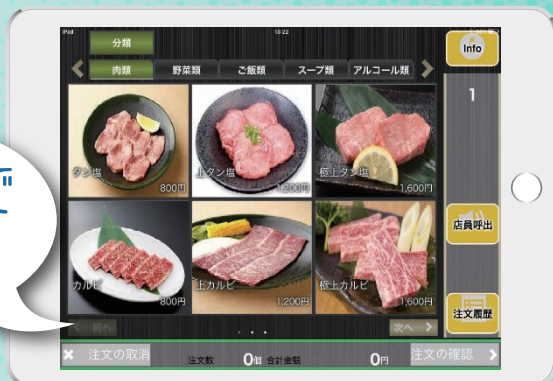 iPad 13:22
分類
肉類 野菜類 ご飯類 スープ類 アルコール類
Info
1
タン塩
800円
上タン塩
1,200円
極上タン塩
1,600円
カルビ
800円
上カルビ
1,200円
極上カルビ
1,600円
店員呼出
注文履歴
前へ
次へ
注文の取消
注文数 0個 合計金額 0円
注文の確認